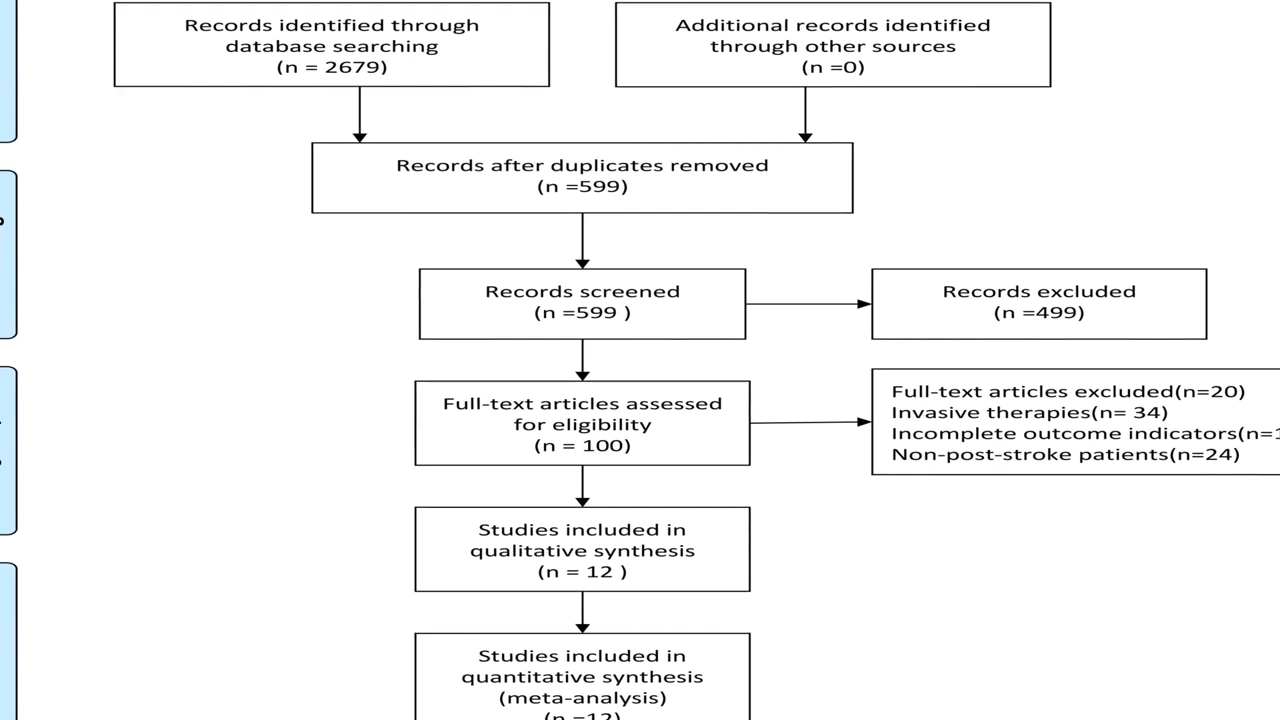 Records identified through
database searching
(n = 2679)
Additional records identified
through other sources
(n =0)
Records after duplicates removed
(n =599)
Records screened
(n =599 )
Records excluded
(n =499)
Full-text articles assessed
for eligibility
(n = 100)
Full-text articles excluded(n=20)
Invasive therapies(n= 34)
Incomplete outcome indicators(n=1
Non-post-stroke patients(n=24)
Studies included in
qualitative synthesis
(n = 12 )
Studies included in
quantitative synthesis
(meta-analysis)
(n =12)